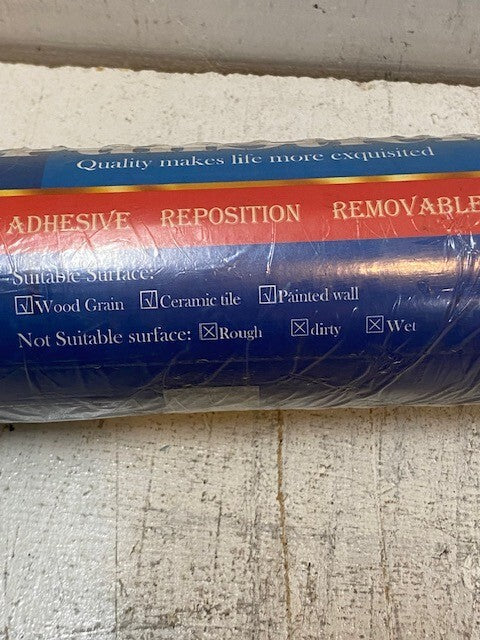 Quality makes life more exquisited
ADHESIVE REPOSITION REMOVABLE
Suitable Surface:
☑Wood Grain ☑Ceramic tile ☑Painted wall
Not Suitable surface: ☒Rough ☒dirty ☒Wet